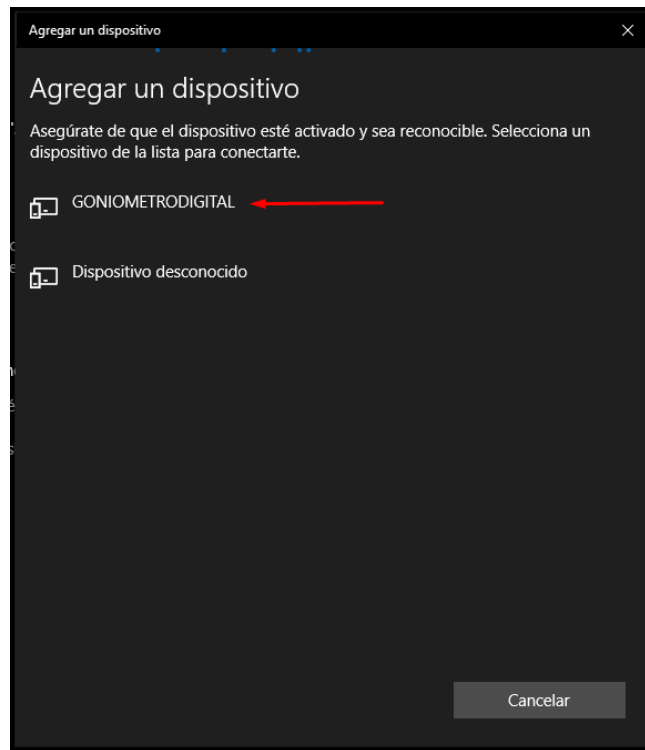 Agregar un dispositivo
Agregar un dispositivo
Asegúrate de que el dispositivo esté activado y sea reconocible. Selecciona un
dispositivo de la lista para conectarte.
GONIOMETRODIGITAL
Dispositivo desconocido
Cancelar